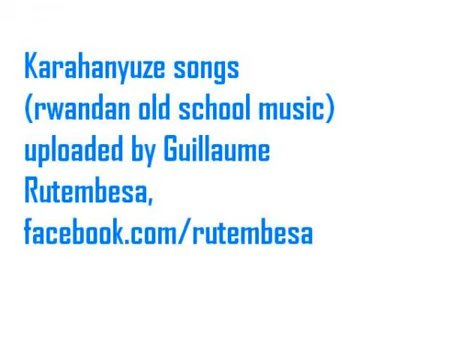 Karahanyuze songs
(rwandan old school music)
uploaded by Guillaume
Rutembesa,
facebook.com/rutembesa